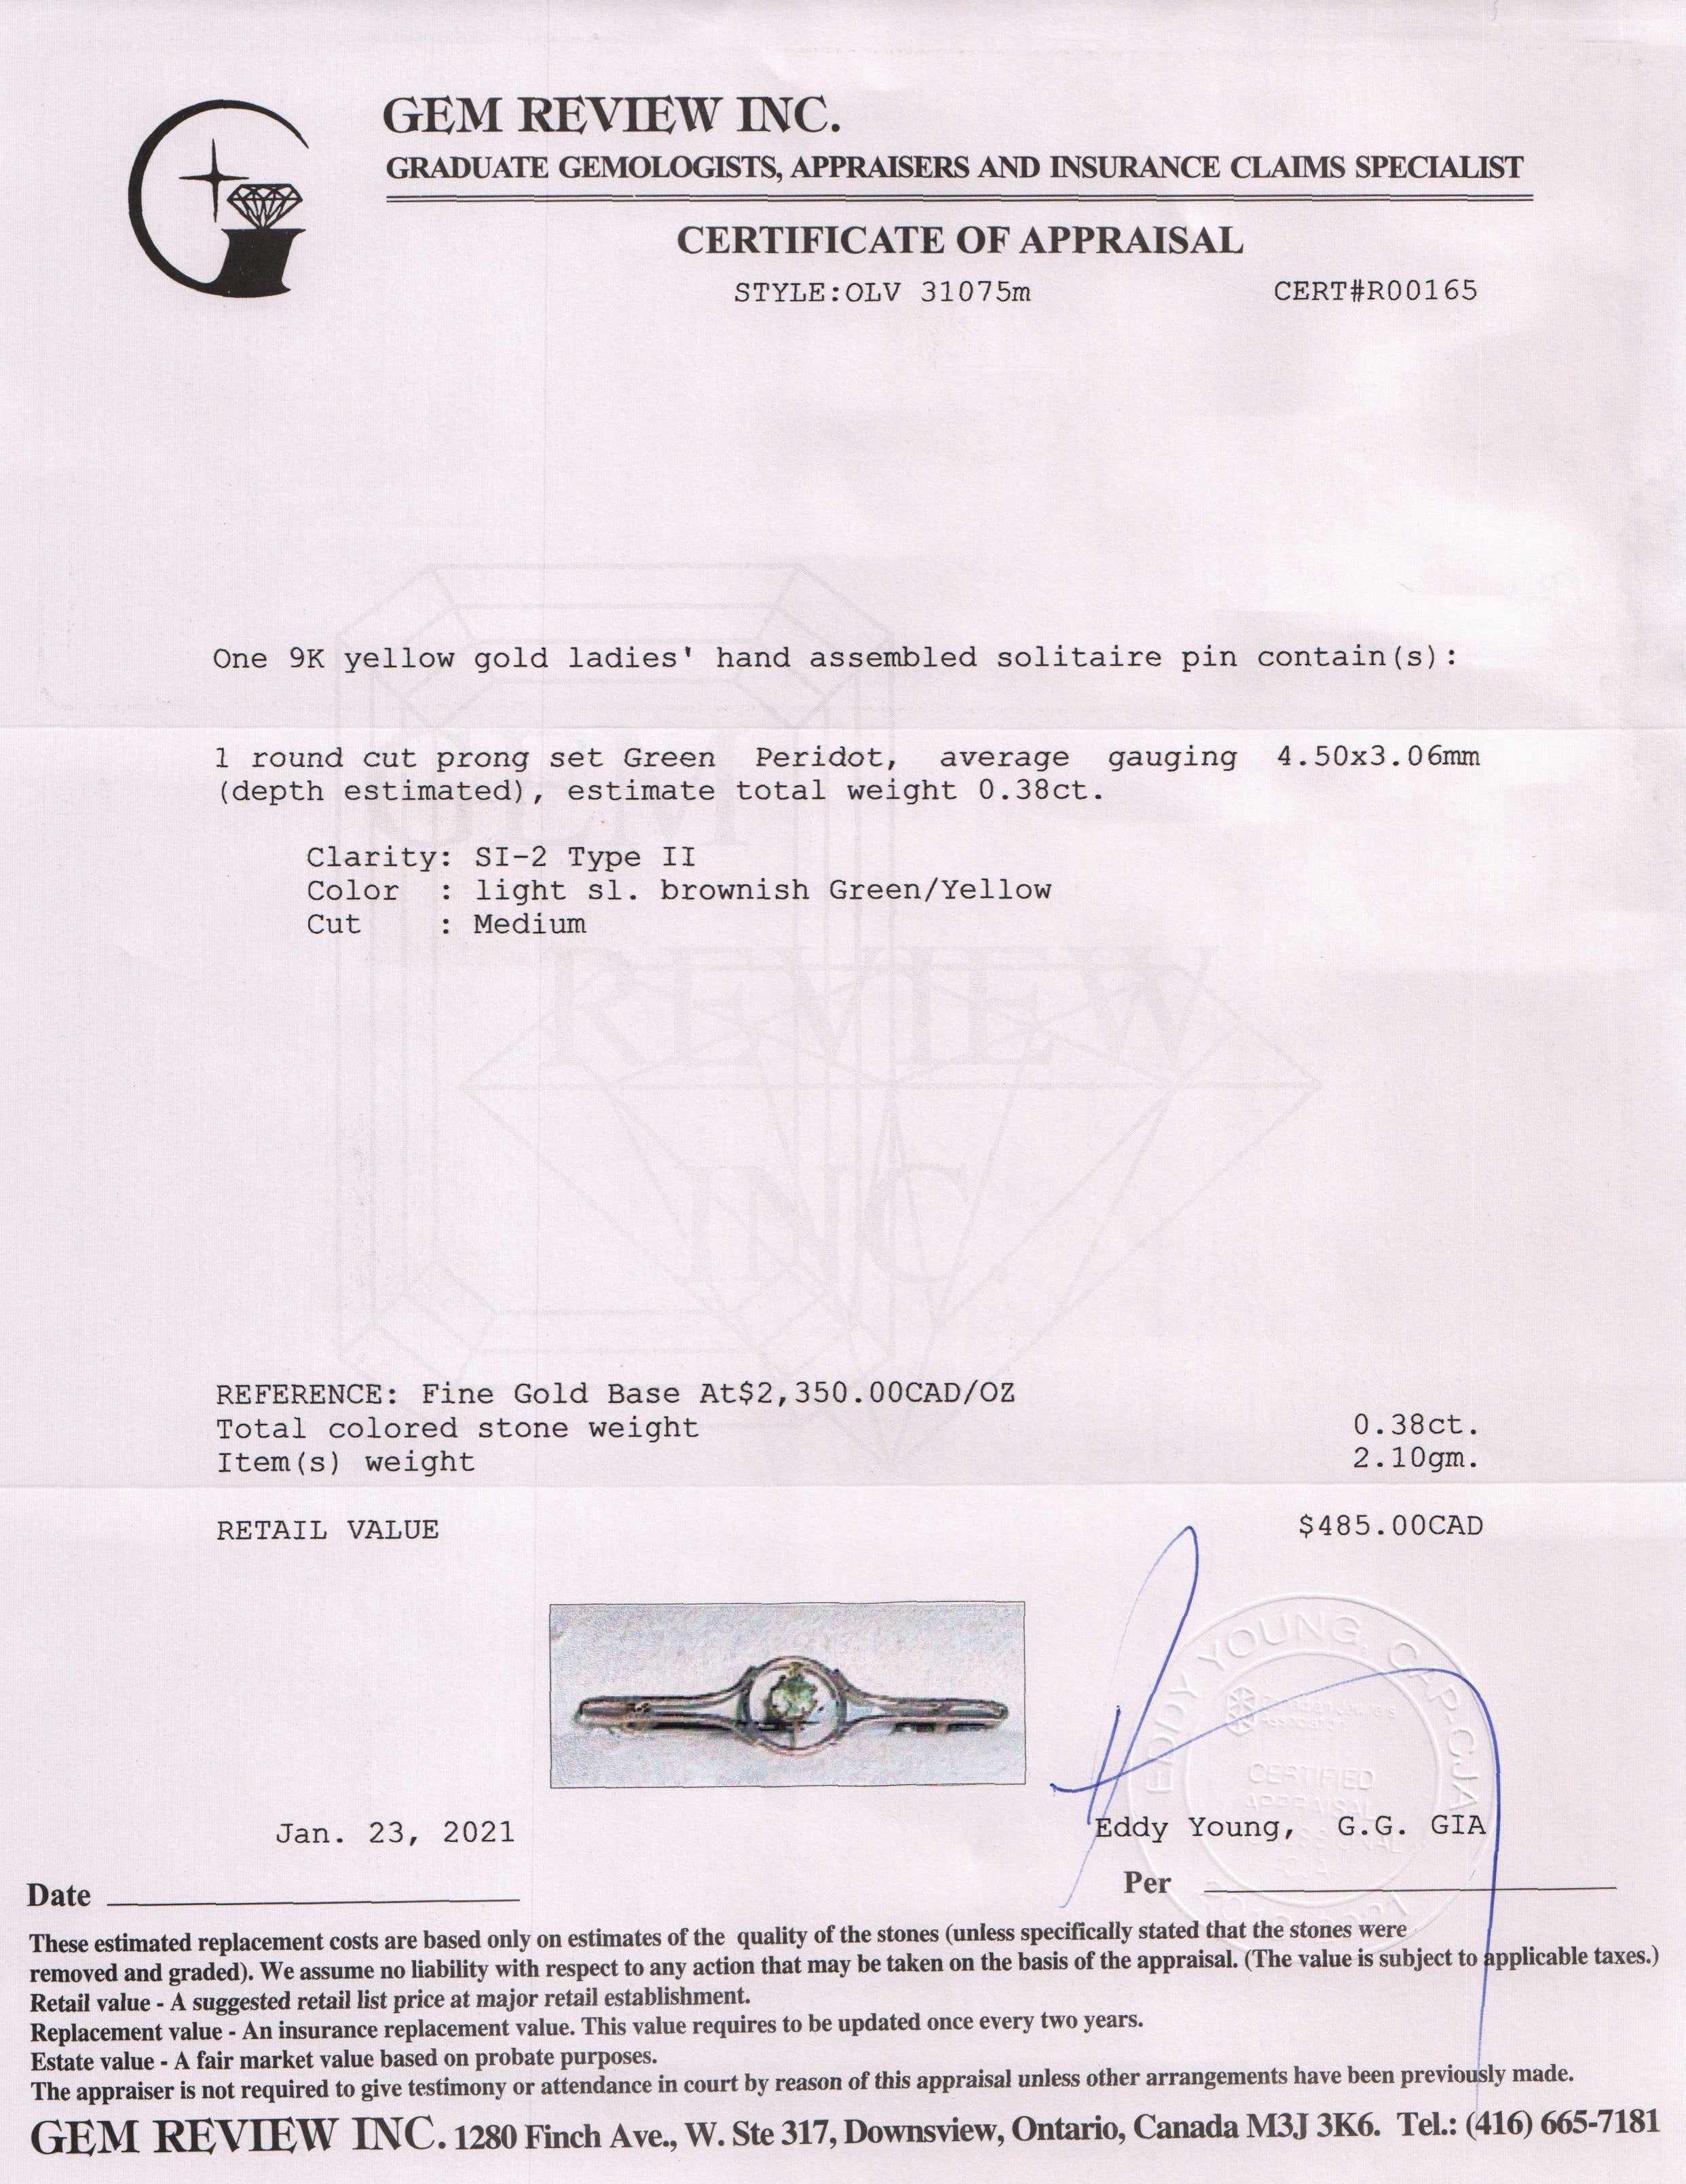 GEM REVIEW INC.
GRADUATE GEMOLOGISTS, APPRAISERS AND INSURANCE CLAIMS SPECIALIST
CERTIFICATE OF APPRAISAL
STYLE:OLV 31075m CERT#R00165
One 9K yellow gold ladies' hand assembled solitaire pin contain(s):
1 round cut prong set Green Peridot, average gauging 4.50x3.06mm
(depth estimated), estimate total weight 0.38ct.
Clarity: SI-2 Type II
Color : light sl. brownish Green/Yellow
Cut : Medium
GEM
REVIEW
INC.
REFERENCE: Fine Gold Base At$2,350.00CAD/OZ
Total colored stone weight 0.38ct.
Item(s) weight 2.10gm.
RETAIL VALUE $485.00CAD
EDDY YOUNG, CAP-CJA
CERTIFIED
APPRAISAL
Jan. 23, 2021 Eddy Young, G.G. GIA
Date Per
These estimated replacement costs are based only on estimates of the quality of the stones (unless specifically stated that the stones were
removed and graded). We assume no liability with respect to any action that may be taken on the basis of the appraisal. (The value is subject to applicable taxes.)
Retail value - A suggested retail list price at major retail establishment.
Replacement value - An insurance replacement value. This value requires to be updated once every two years.
Estate value - A fair market value based on probate purposes.
The appraiser is not required to give testimony or attendance in court by reason of this appraisal unless other arrangements have been previously made.
GEM REVIEW INC. 1280 Finch Ave., W. Ste 317, Downsview, Ontario, Canada M3J 3K6. Tel.: (416) 665-7181